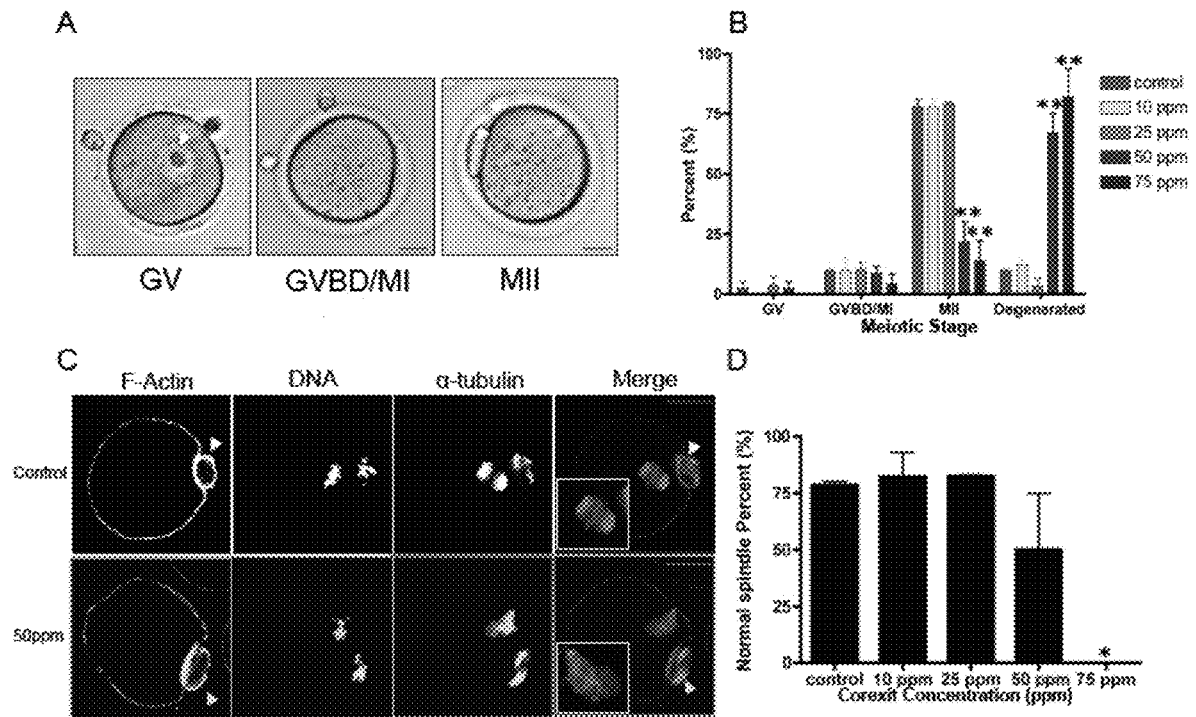 A
GV
GVBD/MI
MII
B
100
75
50
25
0
Percent (%)
**
**
**
**
GV
GVBD/MI
MII
Degenerated
Meiotic Stage
control
10 ppm
25 ppm
50 ppm
75 ppm
C
F-Actin
DNA
α-tubulin
Merge
Control
50ppm
D
100
75
50
25
0
Normal spindle Percent (%)
*
control
10 ppm
25 ppm
50 ppm
75 ppm
Corexit Concentration (ppm)